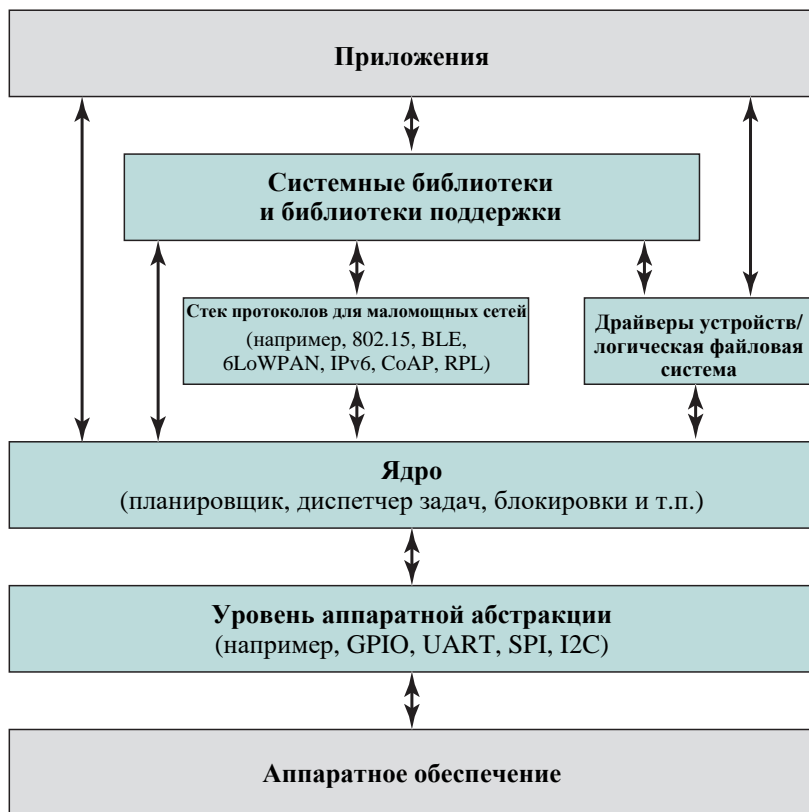 Приложения
Системные библиотеки
и библиотеки поддержки
Стек протоколов для маломощных сетей
(например, 802.15, BLE,
6LoWPAN, IPv6, CoAP, RPL)
Драйверы устройств/
логическая файловая
система
Ядро
(планировщик, диспетчер задач, блокировки и т.п.)
Уровень аппаратной абстракции
(например, GPIO, UART, SPI, I2C)
Аппаратное обеспечение